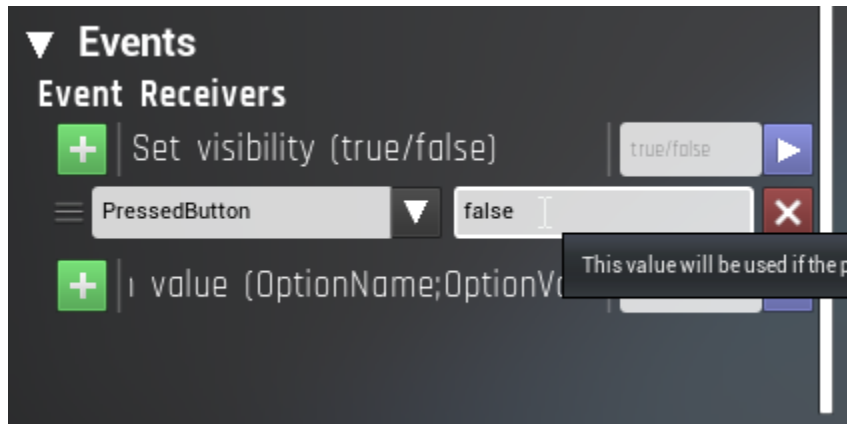 Events
Event Receivers
Set visibility (true/false) true/false
PressedButton false
This value will be used if the
value (OptionName;